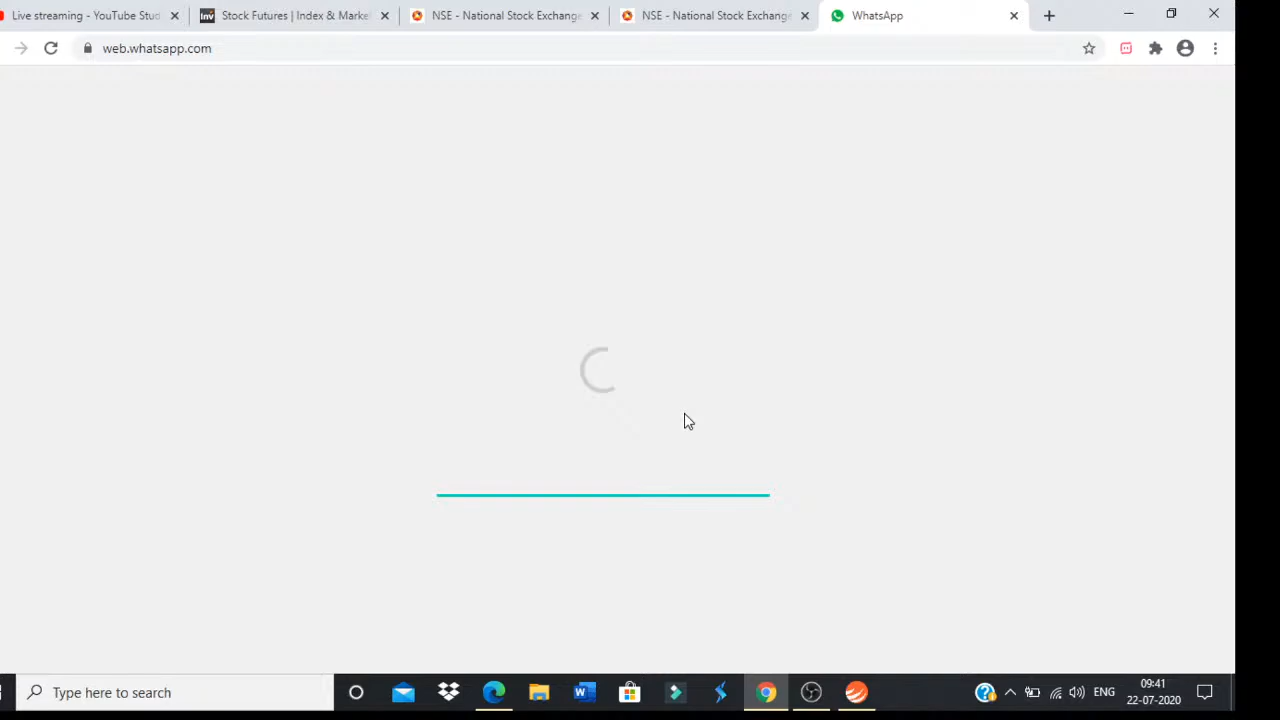 Live streaming - YouTube Stud
Stock Futures | Index & Marke
NSE - National Stock Exchange
NSE - National Stock Exchange
WhatsApp
web.whatsapp.com
Type here to search
ENG
09:41
22-07-2020